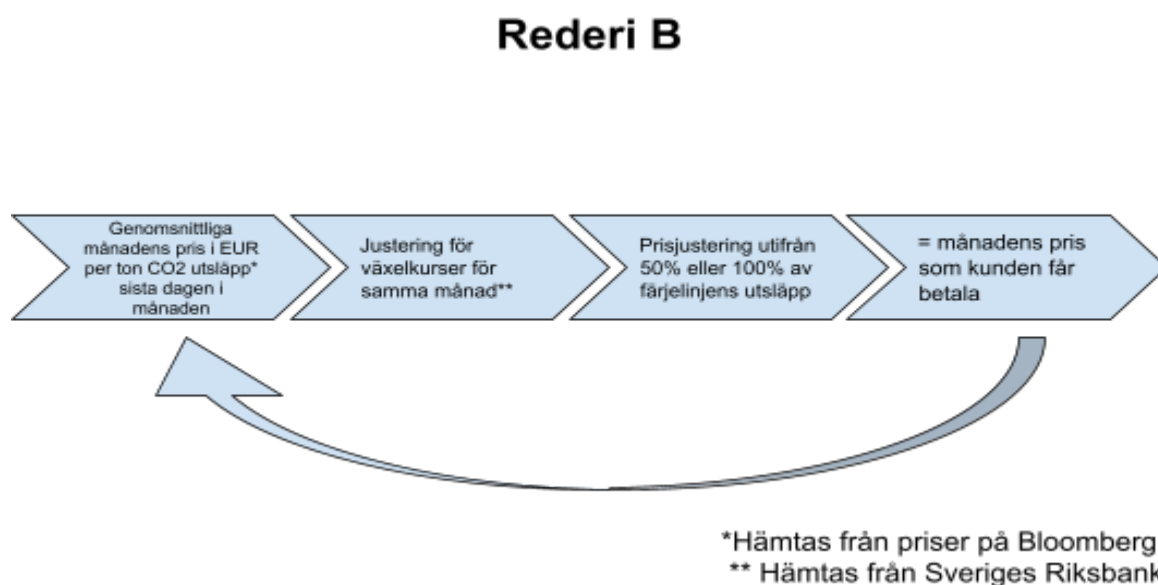 Rederi B
Genomsnittliga
månadens pris i EUR
per ton CO2 utsläpp*
sista dagen i
månaden
Justering för
växelkurser för
samma månad**
Prisjustering utifrån
50% eller 100% av
färjelinjens utsläpp
= månadens pris
som kunden får
betala
*Hämtas från priser på Bloomberg
** Hämtas från Sveriges Riksbank